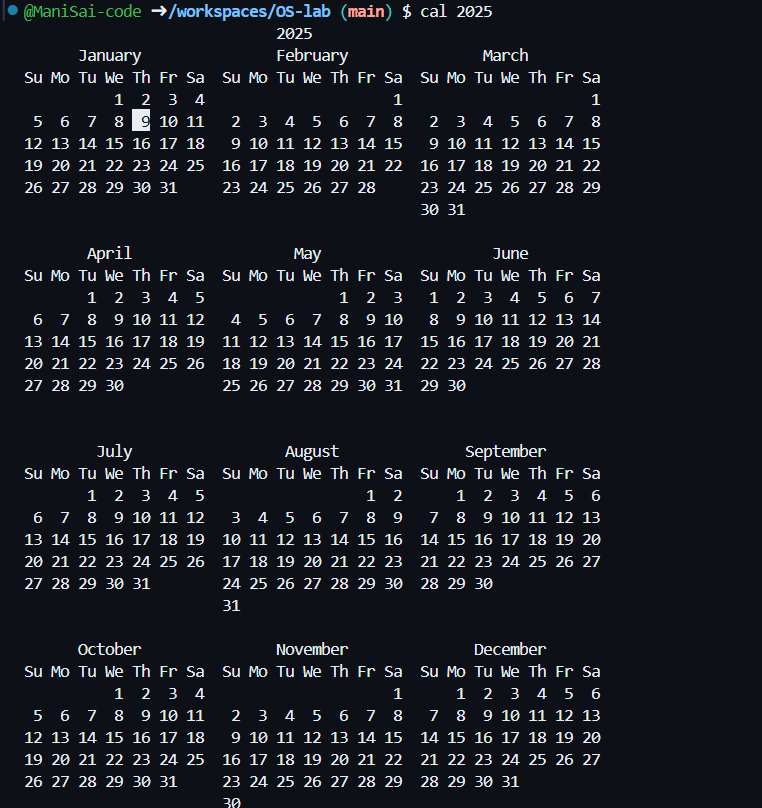 @ManiSai-code ➜/workspaces/OS-lab (main) $ cal 2025
                            2025
      January               February               March
Su Mo Tu We Th Fr Sa  Su Mo Tu We Th Fr Sa  Su Mo Tu We Th Fr Sa
          1  2  3  4                     1                     1
 5  6  7  8  9 10 11   2  3  4  5  6  7  8   2  3  4  5  6  7  8
12 13 14 15 16 17 18   9 10 11 12 13 14 15   9 10 11 12 13 14 15
19 20 21 22 23 24 25  16 17 18 19 20 21 22  16 17 18 19 20 21 22
26 27 28 29 30 31     23 24 25 26 27 28     23 24 25 26 27 28 29
                                            30 31
       April                  May                   June
Su Mo Tu We Th Fr Sa  Su Mo Tu We Th Fr Sa  Su Mo Tu We Th Fr Sa
       1  2  3  4  5               1  2  3   1  2  3  4  5  6  7
 6  7  8  9 10 11 12   4  5  6  7  8  9 10   8  9 10 11 12 13 14
13 14 15 16 17 18 19  11 12 13 14 15 16 17  15 16 17 18 19 20 21
20 21 22 23 24 25 26  18 19 20 21 22 23 24  22 23 24 25 26 27 28
27 28 29 30           25 26 27 28 29 30 31  29 30
        July                 August              September
Su Mo Tu We Th Fr Sa  Su Mo Tu We Th Fr Sa  Su Mo Tu We Th Fr Sa
       1  2  3  4  5                  1  2      1  2  3  4  5  6
 6  7  8  9 10 11 12   3  4  5  6  7  8  9   7  8  9 10 11 12 13
13 14 15 16 17 18 19  10 11 12 13 14 15 16  14 15 16 17 18 19 20
20 21 22 23 24 25 26  17 18 19 20 21 22 23  21 22 23 24 25 26 27
27 28 29 30 31        24 25 26 27 28 29 30  28 29 30
                      31
      October               November              December
Su Mo Tu We Th Fr Sa  Su Mo Tu We Th Fr Sa  Su Mo Tu We Th Fr Sa
          1  2  3  4                     1      1  2  3  4  5  6
 5  6  7  8  9 10 11   2  3  4  5  6  7  8   7  8  9 10 11 12 13
12 13 14 15 16 17 18   9 10 11 12 13 14 15  14 15 16 17 18 19 20
19 20 21 22 23 24 25  16 17 18 19 20 21 22  21 22 23 24 25 26 27
26 27 28 29 30 31     23 24 25 26 27 28 29  28 29 30 31
                      30